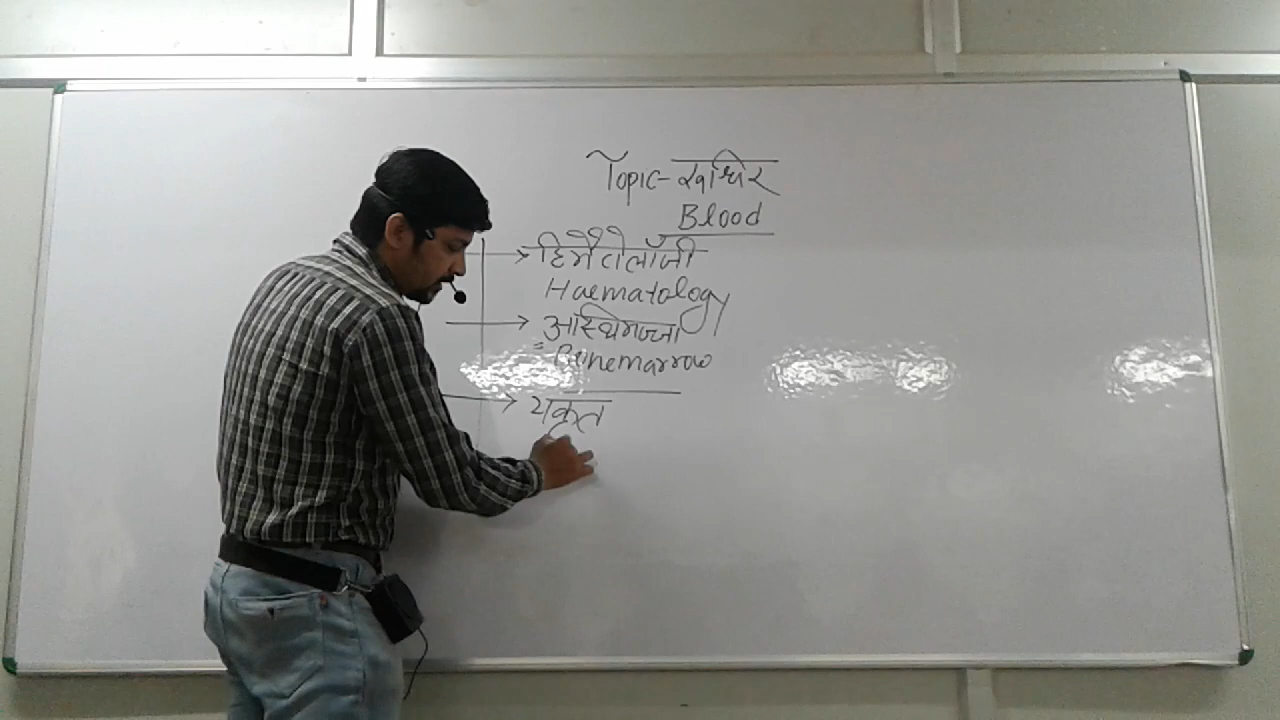 Topic- रूधिर
Blood
→ हिमैटोलॉजी
Haematology
→ अस्थिमज्जा
= Bonemarrow
→ यकृत